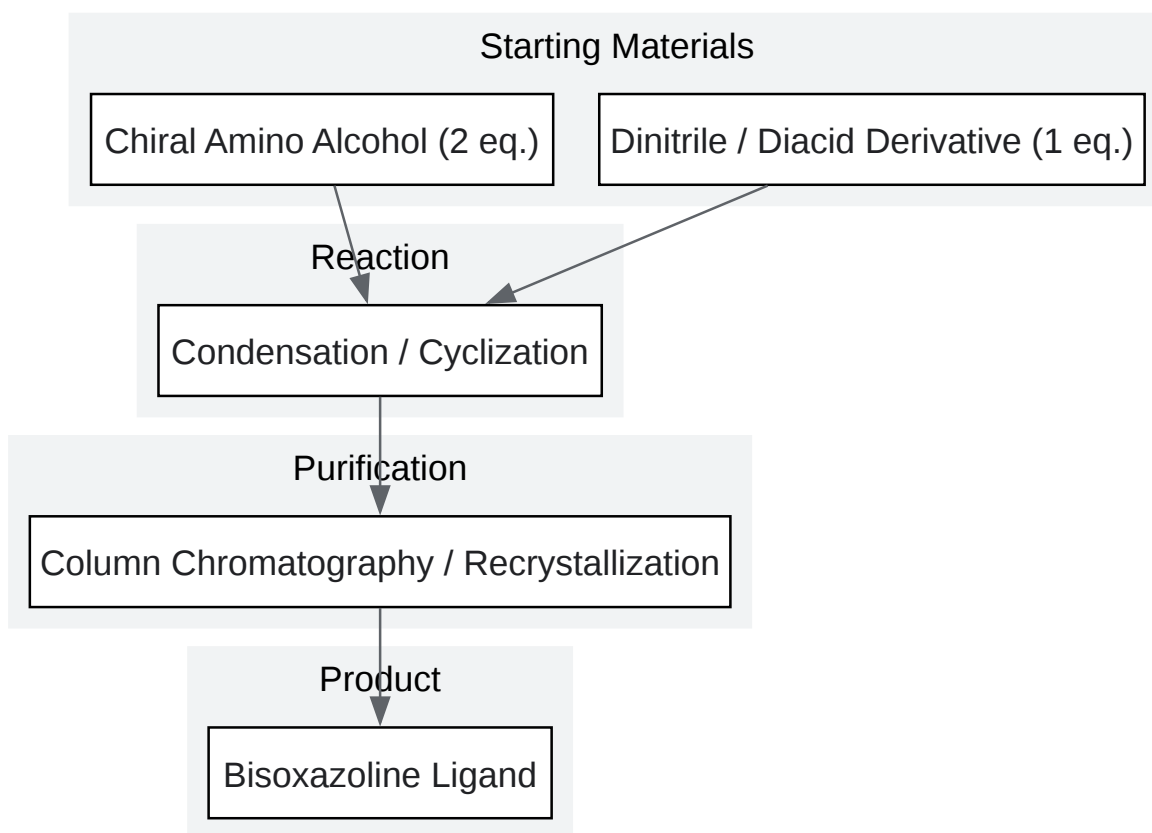 Starting Materials
Chiral Amino Alcohol (2 eq.)
Dinitrile / Diacid Derivative (1 eq.)
Reaction
Condensation / Cyclization
Purification
Column Chromatography / Recrystallization
Product
Bisoxazoline Ligand